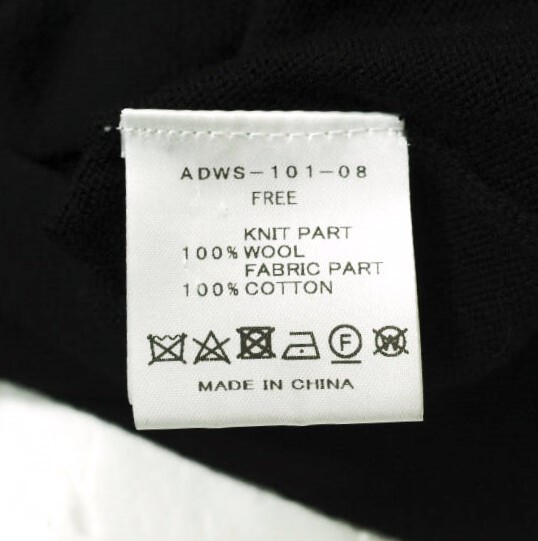 ADWS-101-08
FREE
KNIT PART
100%WOOL
FABRIC PART
100%COTTON
F W
MADE IN CHINA